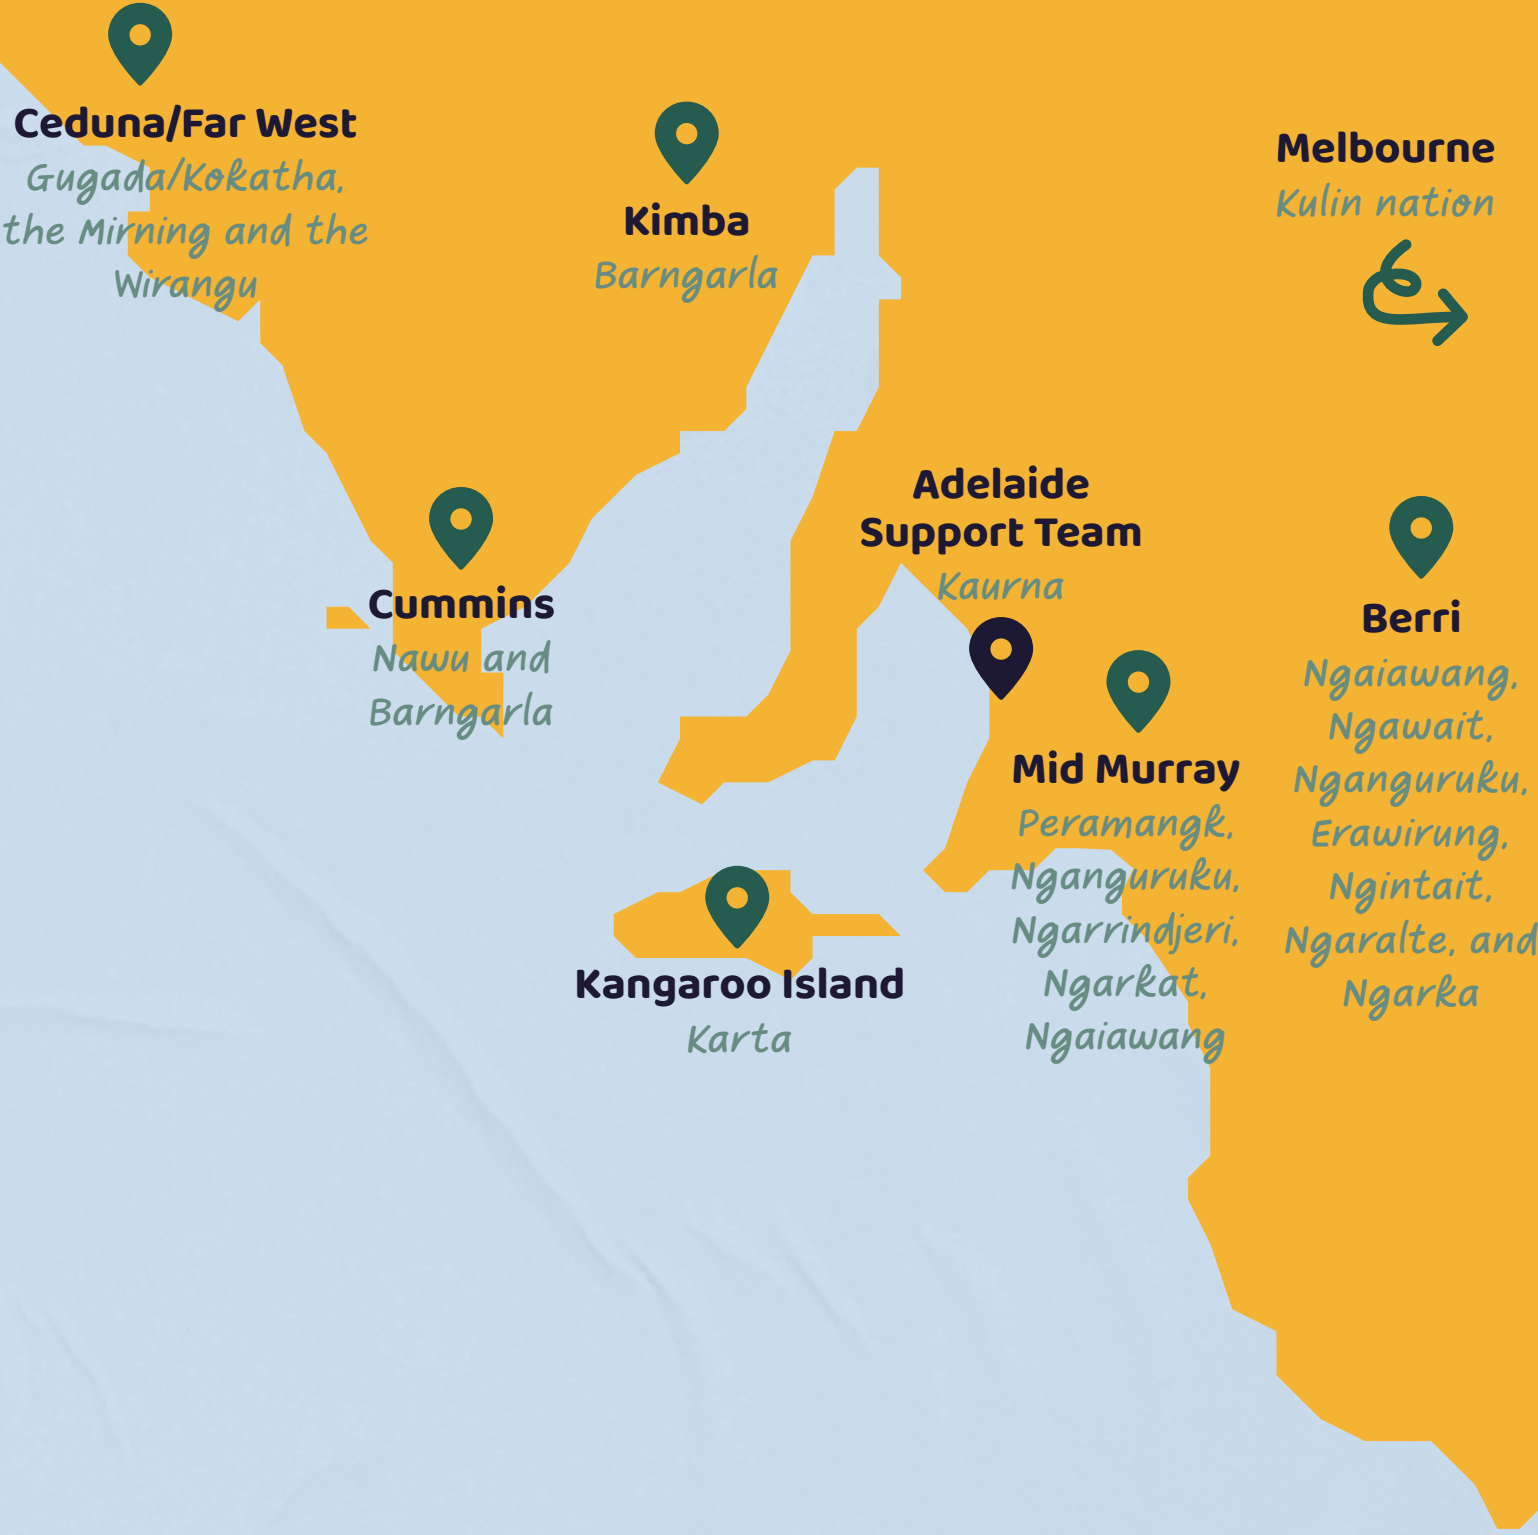 Ceduna/Far West
Gugada/Kokatha,
the Mirning and the
Wirangu
Kimba
Barngarla
Melbourne
Kulin nation
Cummins
Nawu and
Barngarla
Adelaide
Support Team
Kaurna
Berri
Ngaiawang,
Ngawait,
Nganguruku,
Erawirung,
Ngintait,
Ngaralte, and
Ngarka
Mid Murray
Peramangk,
Nganguruku,
Ngarrindjeri,
Ngarkat,
Ngaiawang
Kangaroo Island
Karta